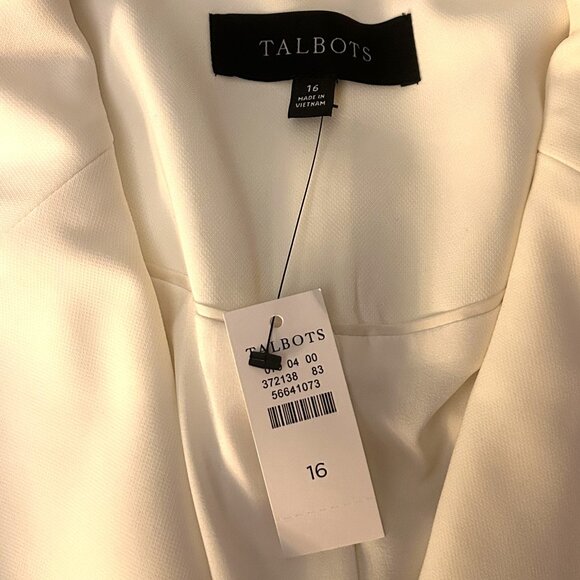 TALBOTS
16
MADE IN
VIETNAM
TALBOTS
04 00
372138 83
56641073
16